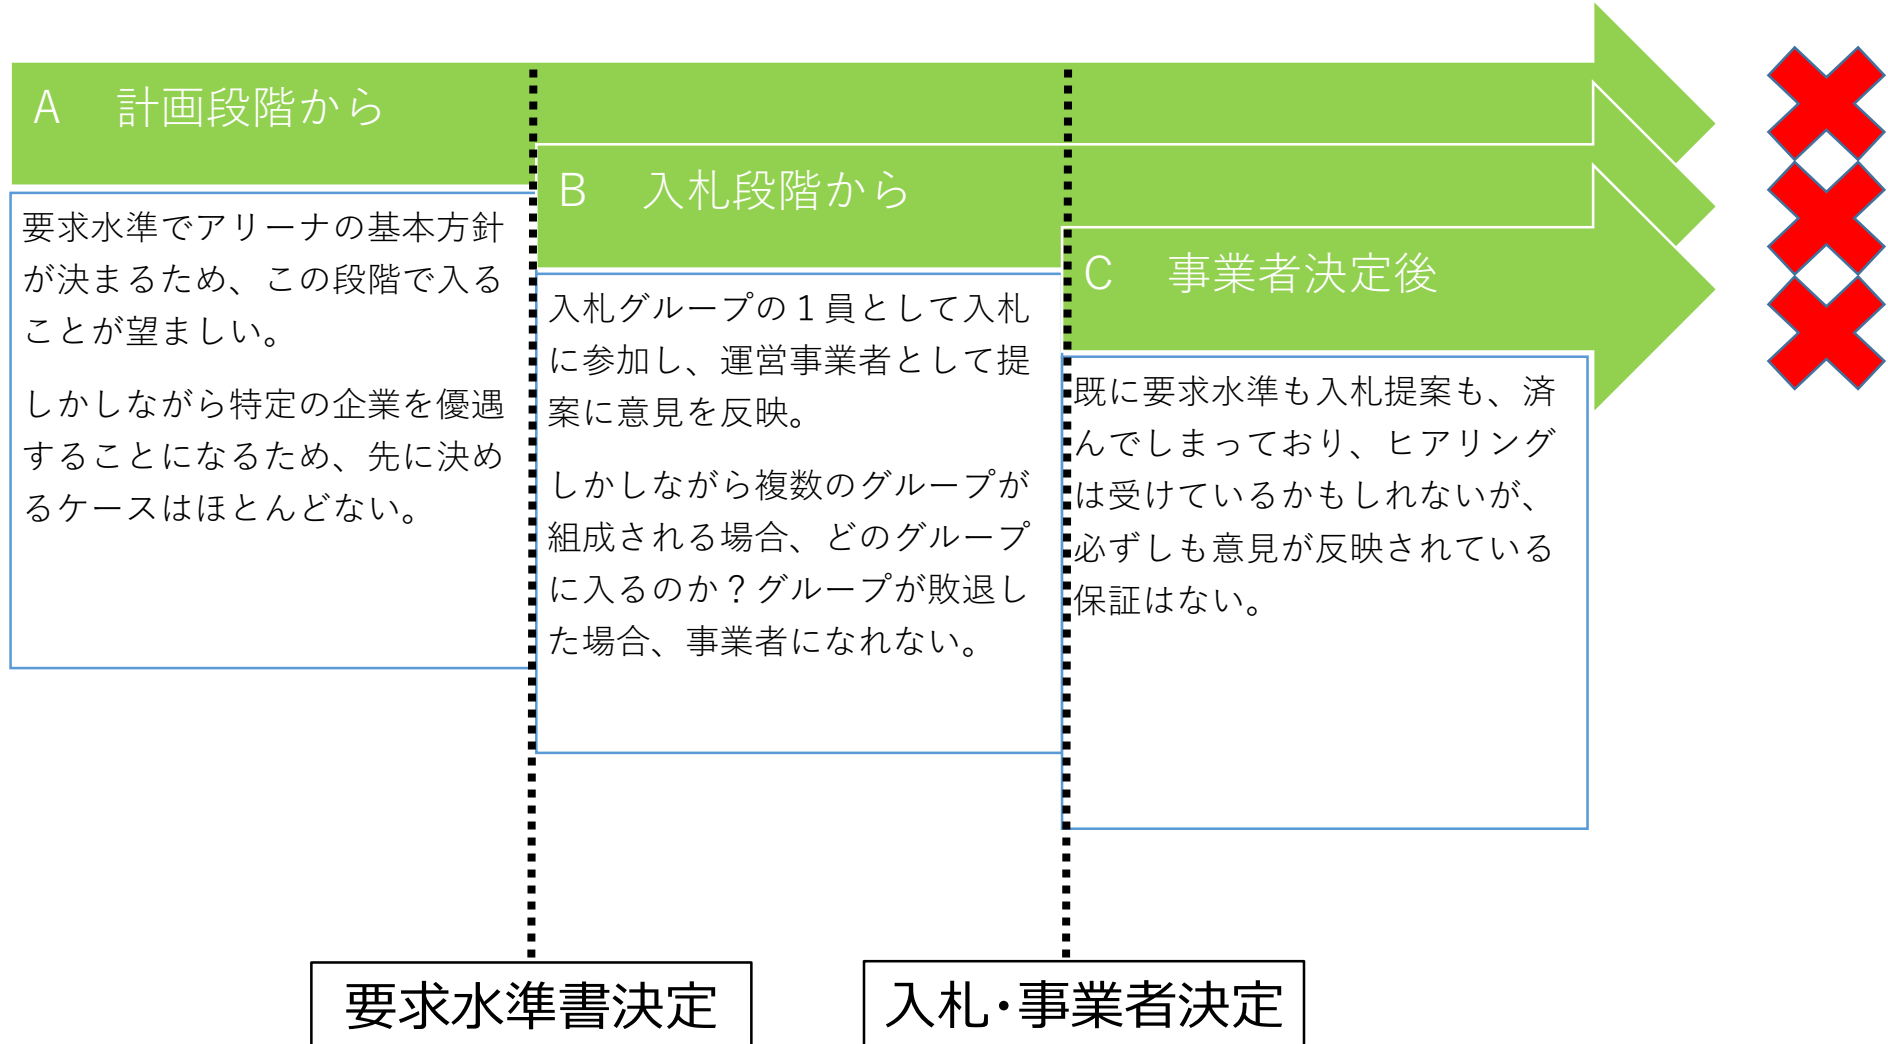 A　計画段階から
要求水準でアリーナの基本方針
が決まるため、この段階で入る
ことが望ましい。
しかしながら特定の企業を優遇
することになるため、先に決め
るケースはほとんどない。
B　入札段階から
入札グループの１員として入札
に参加し、運営事業者として提
案に意見を反映。
しかしながら複数のグループが
組成される場合、どのグループ
に入るのか？グループが敗退し
た場合、事業者になれない。
C　事業者決定後
既に要求水準も入札提案も、済
んでしまっており、ヒアリング
は受けているかもしれないが、
必ずしも意見が反映されている
保証はない。
要求水準書決定
入札・事業者決定